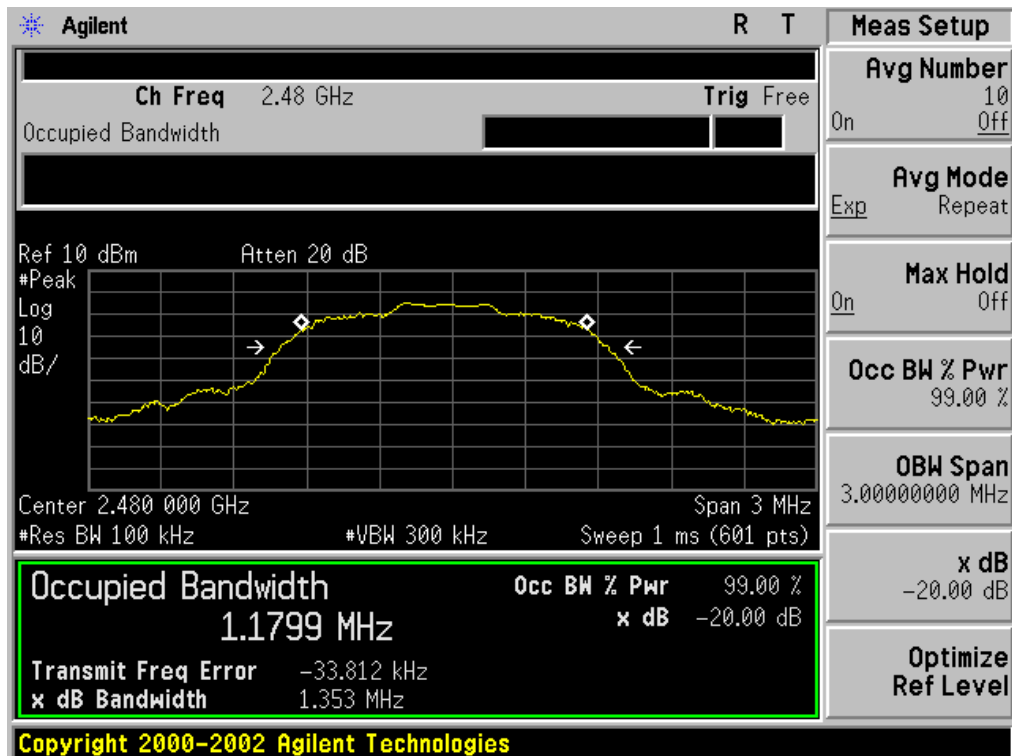 Agilent R T
Ch Freq 2.48 GHz Trig Free
Occupied Bandwidth
Ref 10 dBm Atten 20 dB
#Peak
Log
10
dB/
Center 2.480 000 GHz Span 3 MHz
#Res BW 100 kHz #VBW 300 kHz Sweep 1 ms (601 pts)
Occupied Bandwidth
1.1799 MHz
Occ BW % Pwr 99.00 %
x dB -20.00 dB
Transmit Freq Error -33.812 kHz
x dB Bandwidth 1.353 MHz
Meas Setup
Avg Number
10
On Off
Avg Mode
Exp Repeat
Max Hold
On Off
Occ BW % Pwr
99.00 %
OBW Span
3.00000000 MHz
x dB
-20.00 dB
Optimize
Ref Level
Copyright 2000-2002 Agilent Technologies